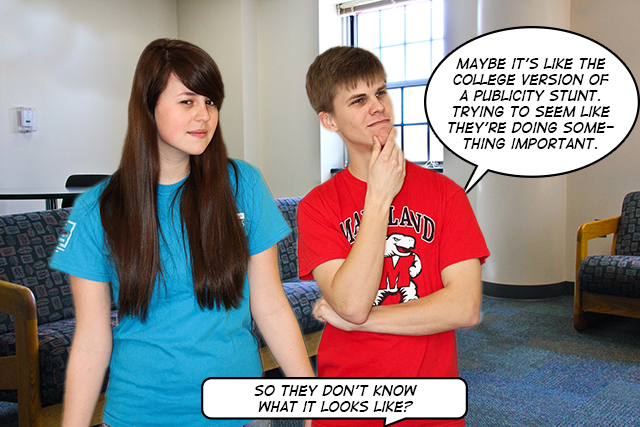 MAYBE IT'S LIKE THE
COLLEGE VERSION OF
A PUBLICITY STUNT.
TRYING TO SEEM LIKE
THEY'RE DOING SOME-
THING IMPORTANT.
MARYLAND
M
SO THEY DON'T KNOW
WHAT IT LOOKS LIKE?